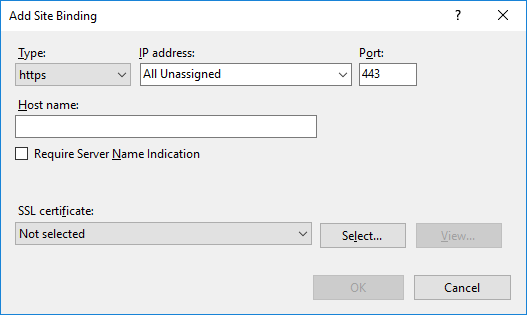 Add Site Binding ?
Type: IP address: Port:
https All Unassigned 443
Host name:
Require Server Name Indication
SSL certificate:
Not selected Select... View...
OK Cancel